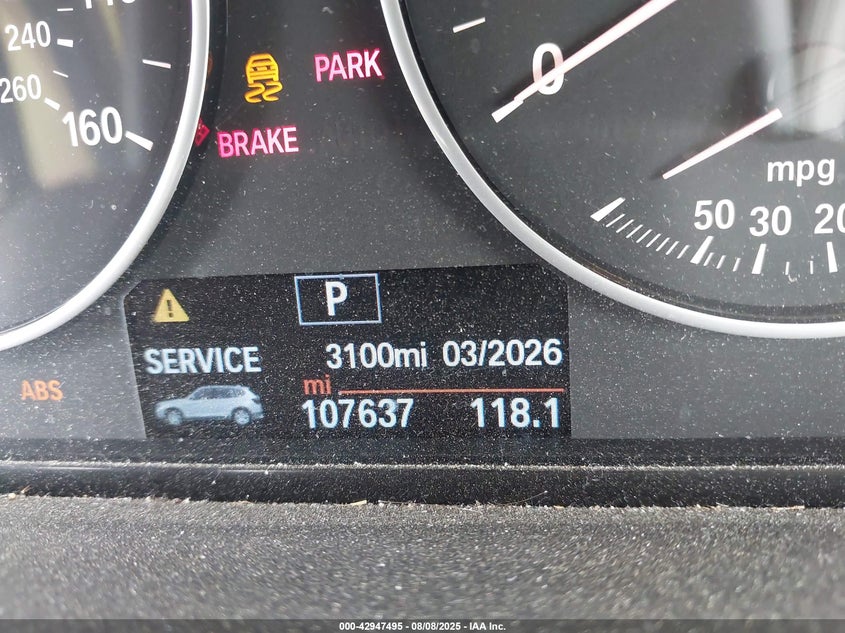 240
260
160
PARK
BRAKE
0
mpg
50 30 20
P
SERVICE 3100mi 03/2026
ABS
mi
107637 118.1
000-42947495 - 08/08/2025 - IAA Inc.